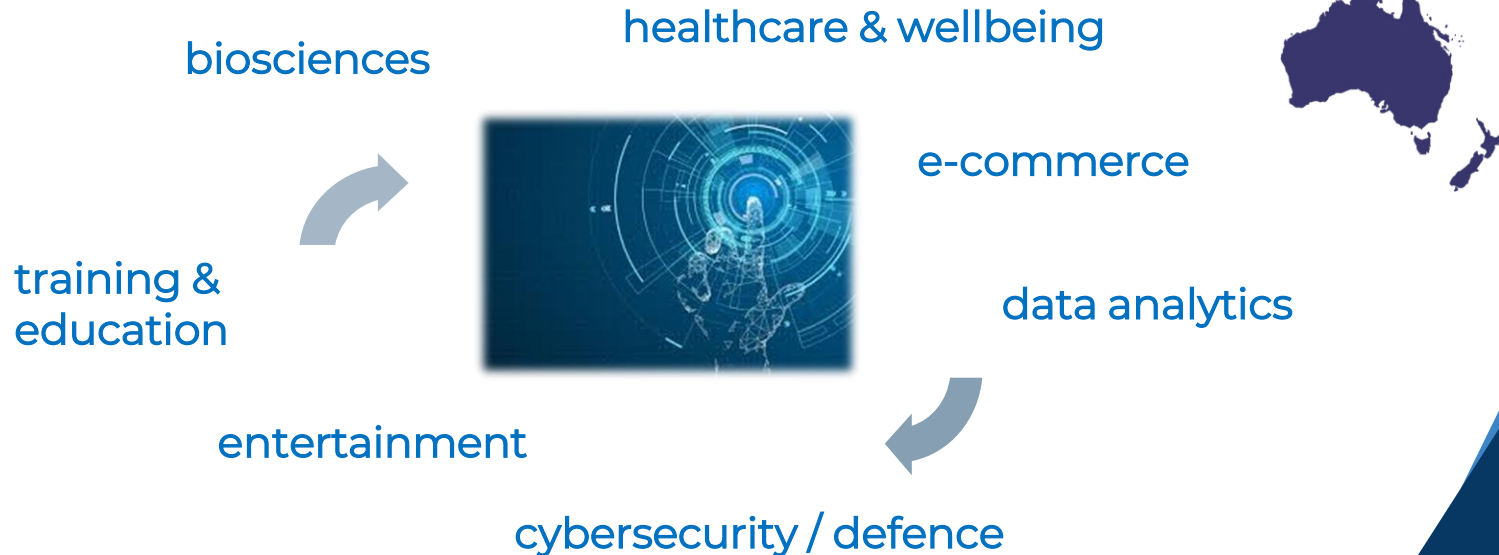 healthcare & wellbeing
biosciences
e-commerce
training &
education
data analytics
entertainment
cybersecurity / defence